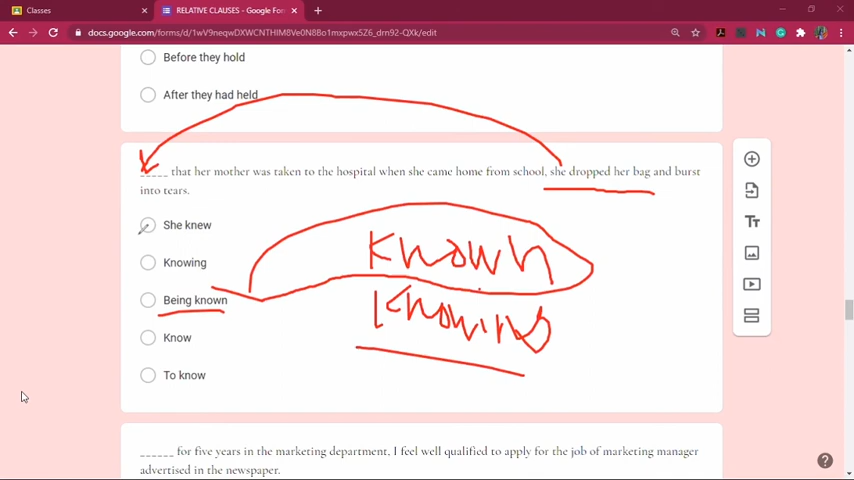 Classes
RELATIVE CLAUSES - Google Fo
docs.google.com/forms/d/1wV9neqwDXWCNTHIM8Ve0N8Bo1mxpwx5Z6_drn92-QXk/edit
Before they hold
After they had held
_____ that her mother was taken to the hospital when she came home from school, she dropped her bag and burst
into tears.
She knew
Knowing
Being known
Know
To know
Known
Knowing
______ for five years in the marketing department, I feel well qualified to apply for the job of marketing manager
advertised in the newspaper.